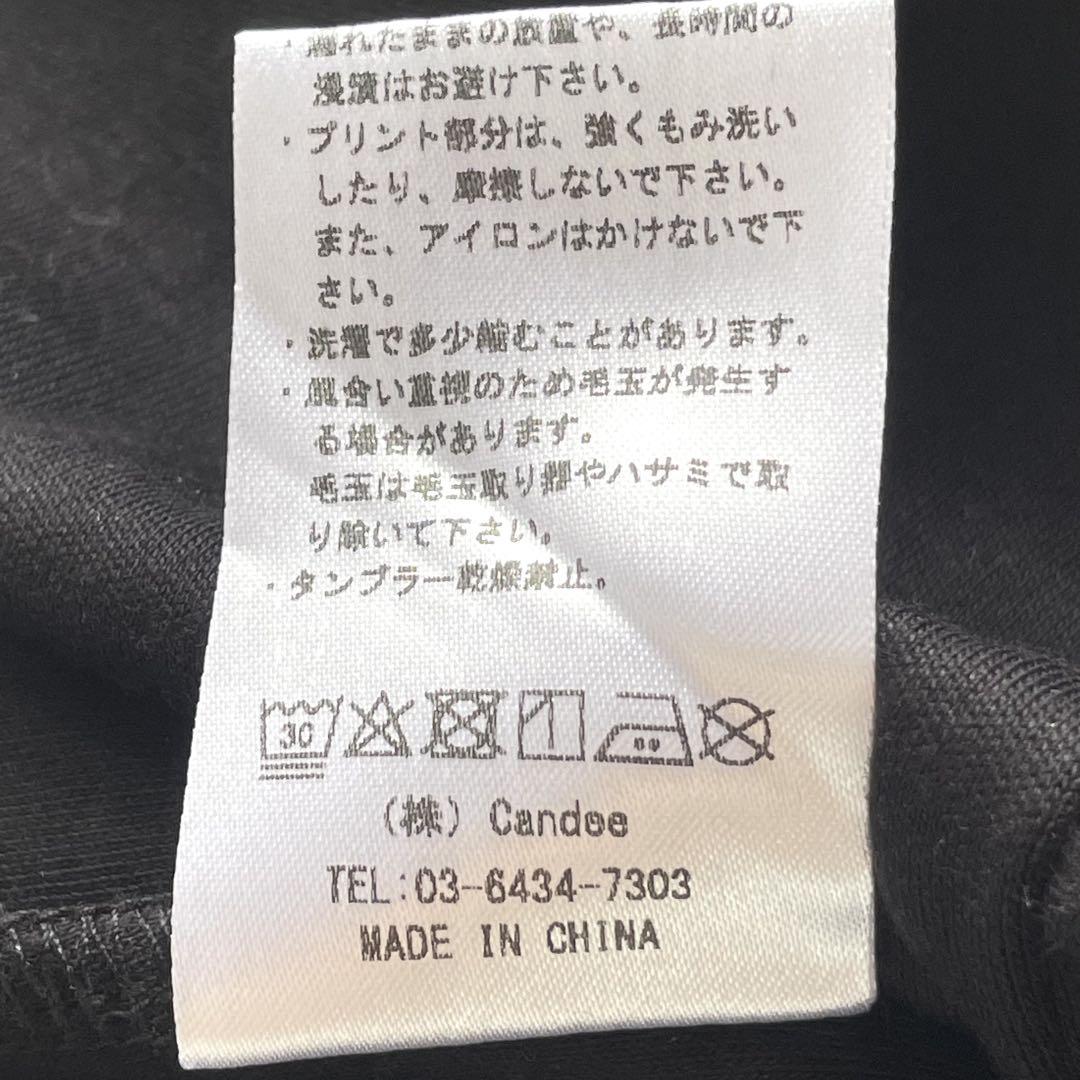 ・濡れたままの放置や、長時間の
浸漬はお避け下さい。
・プリント部分は、強くもみ洗い
したり、摩擦しないで下さい。
また、アイロンはかけないで下
さい。
・洗濯で多少縮むことがあります。
・風合い重視のため毛玉が発生す
る場合があります。
毛玉は毛玉取り器やハサミで取
り除いて下さい。
・タンブラー乾燥禁止。
30
(株) Candee
TEL:03-6434-7303
MADE IN CHINA